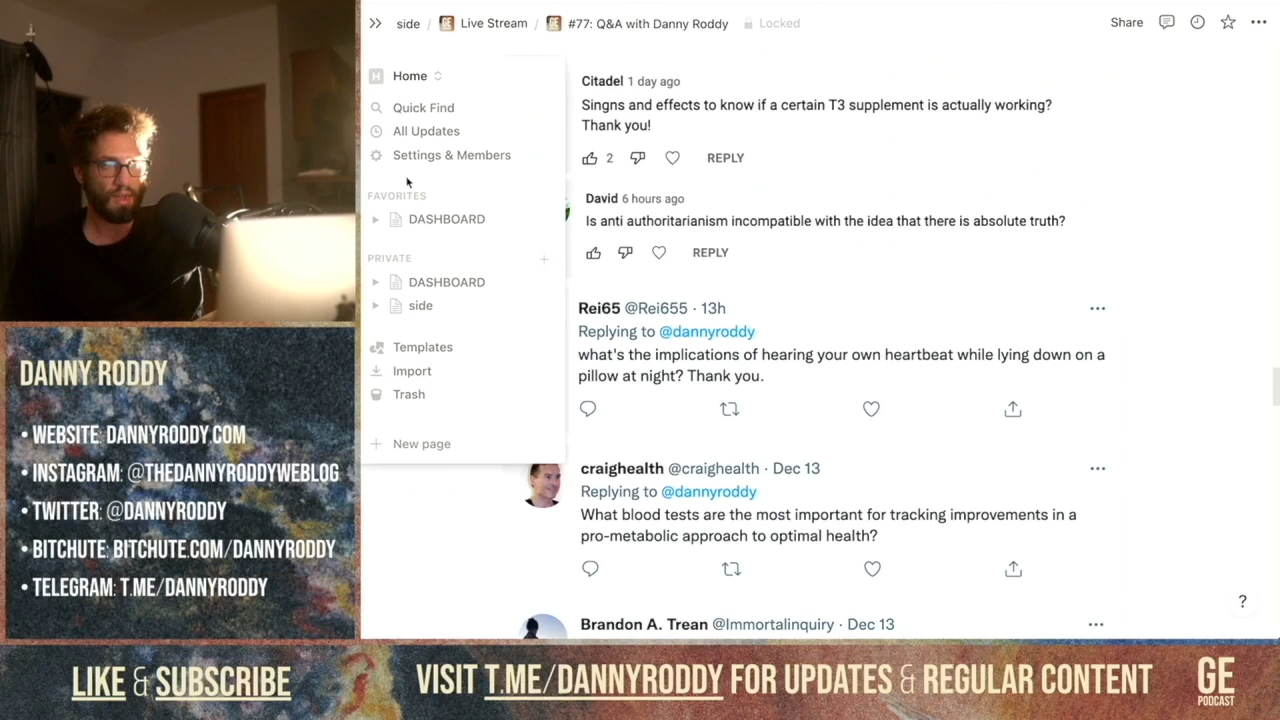 side / Live Stream / #77: Q&A with Danny Roddy Locked
Share
H Home
Quick Find
All Updates
Settings & Members
FAVORITES
DASHBOARD
PRIVATE
DASHBOARD
side
Templates
Import
Trash
New page
Citadel 1 day ago
Singns and effects to know if a certain T3 supplement is actually working?
Thank you!
2 REPLY
David 6 hours ago
Is anti authoritarianism incompatible with the idea that there is absolute truth?
REPLY
Rei65 @Rei655 · 13h
Replying to @dannyroddy
what's the implications of hearing your own heartbeat while lying down on a
pillow at night? Thank you.
craighealth @craighealth · Dec 13
Replying to @dannyroddy
What blood tests are the most important for tracking improvements in a
pro-metabolic approach to optimal health?
Brandon A. Trean @Immortalinquiry · Dec 13
?
DANNY RODDY
• WEBSITE: DANNYRODDY.COM
• INSTAGRAM: @THEDANNYRODDYWEBLOG
• TWITTER: @DANNYRODDY
• BITCHUTE: BITCHUTE.COM/DANNYRODDY
• TELEGRAM: T.ME/DANNYRODDY
LIKE & SUBSCRIBE
VISIT T.ME/DANNYRODDY FOR UPDATES & REGULAR CONTENT
GE
PODCAST